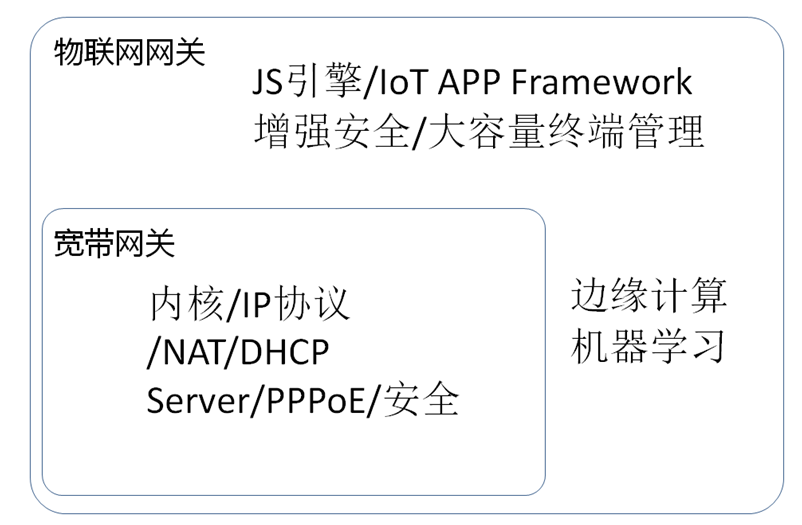 物联网网关
JS引擎/IoT APP Framework
增强安全/大容量终端管理
宽带网关
内核/IP协议
/NAT/DHCP
Server/PPPoE/安全
边缘计算
机器学习